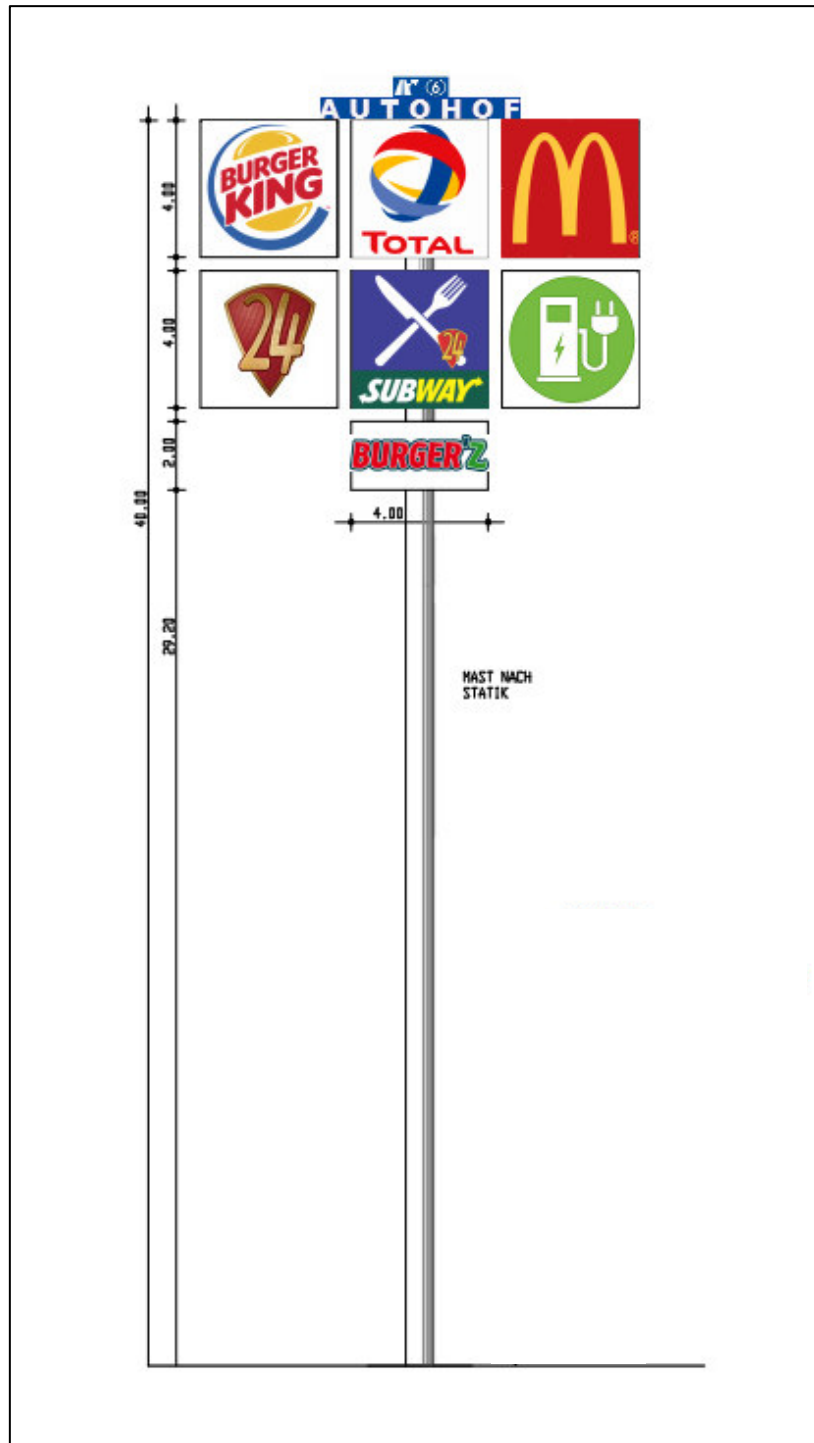 (6)
AUTOHOF
BURGER
KING
TOTAL
M
®
4.00
24
24
SUBWAY
4.00
BURGER'Z
2.00
4.00
40.00
29.20
MAST NACH
STATIK